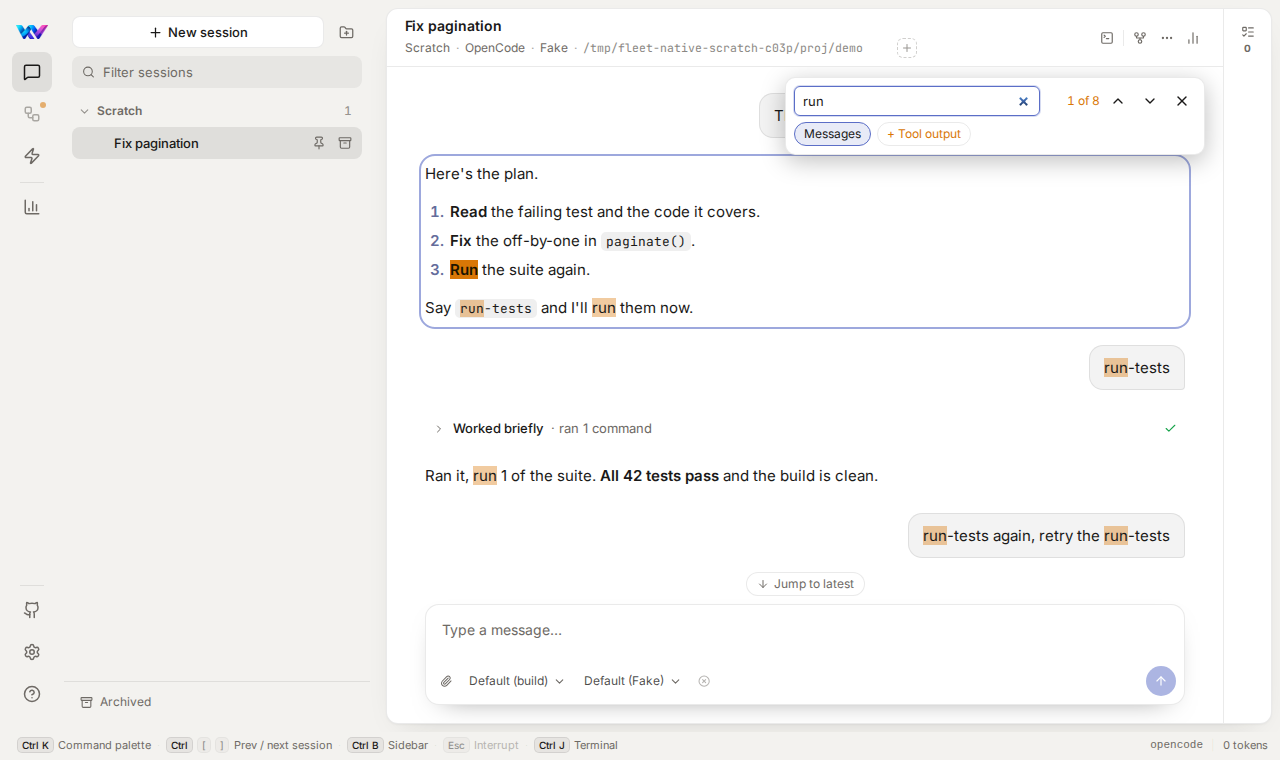 New session
Filter sessions
Scratch 1
Fix pagination
Archived
Fix pagination
Scratch · OpenCode · Fake · /tmp/fleet-native-scratch-c03p/proj/demo
0
run
1 of 8
Messages
+ Tool output
Here's the plan.
1. Read the failing test and the code it covers.
2. Fix the off-by-one in paginate().
3. Run the suite again.
Say run-tests and I'll run them now.
run-tests
Worked briefly · ran 1 command
Ran it, run 1 of the suite. All 42 tests pass and the build is clean.
run-tests again, retry the run-tests
Jump to latest
Type a message...
Default (build)
Default (Fake)
Ctrl K Command palette Ctrl [ ] Prev / next session Ctrl B Sidebar Esc Interrupt Ctrl J Terminal
opencode 0 tokens